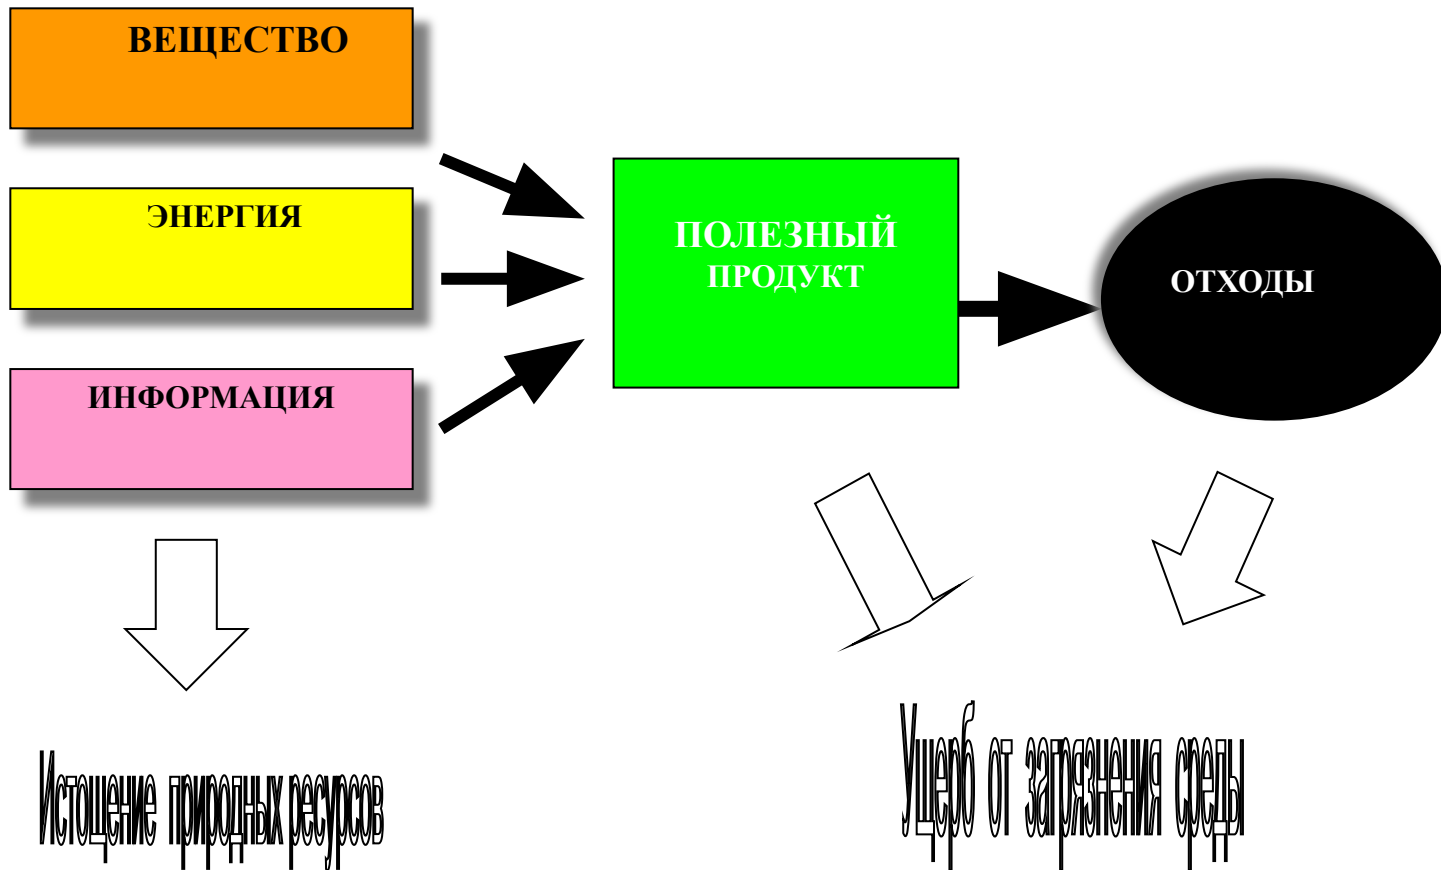 ВЕЩЕСТВО
ЭНЕРГИЯ
ИНФОРМАЦИЯ
ПОЛЕЗНЫЙ
ПРОДУКТ
ОТХОДЫ
Истощение природных ресурсов
Ущерб от загрязнения среды